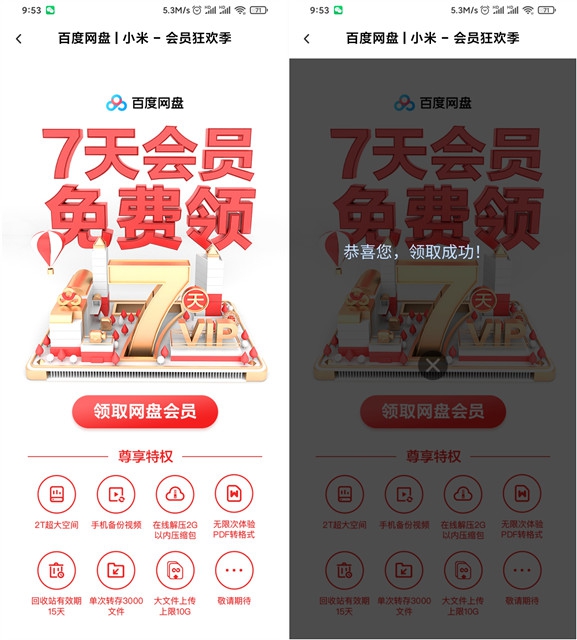 9:53
5.3M/s
71
百度网盘 | 小米 - 会员狂欢季
百度网盘
7天会员
免费领
7
天
VIP
领取网盘会员
尊享特权
2T超大空间
手机备份视频
在线解压2G
以内压缩包
无限次体验
PDF转格式
回收站有效期
15天
单次转存3000
文件
大文件上传
上限10G
敬请期待
9:53
5.3M/s
71
百度网盘 | 小米 - 会员狂欢季
百度网盘
7天会员
免费领
恭喜您，领取成功！
7
天
VIP
领取网盘会员
尊享特权
2T超大空间
手机备份视频
在线解压2G
以内压缩包
无限次体验
PDF转格式
回收站有效期
15天
单次转存3000
文件
大文件上传
上限10G
敬请期待